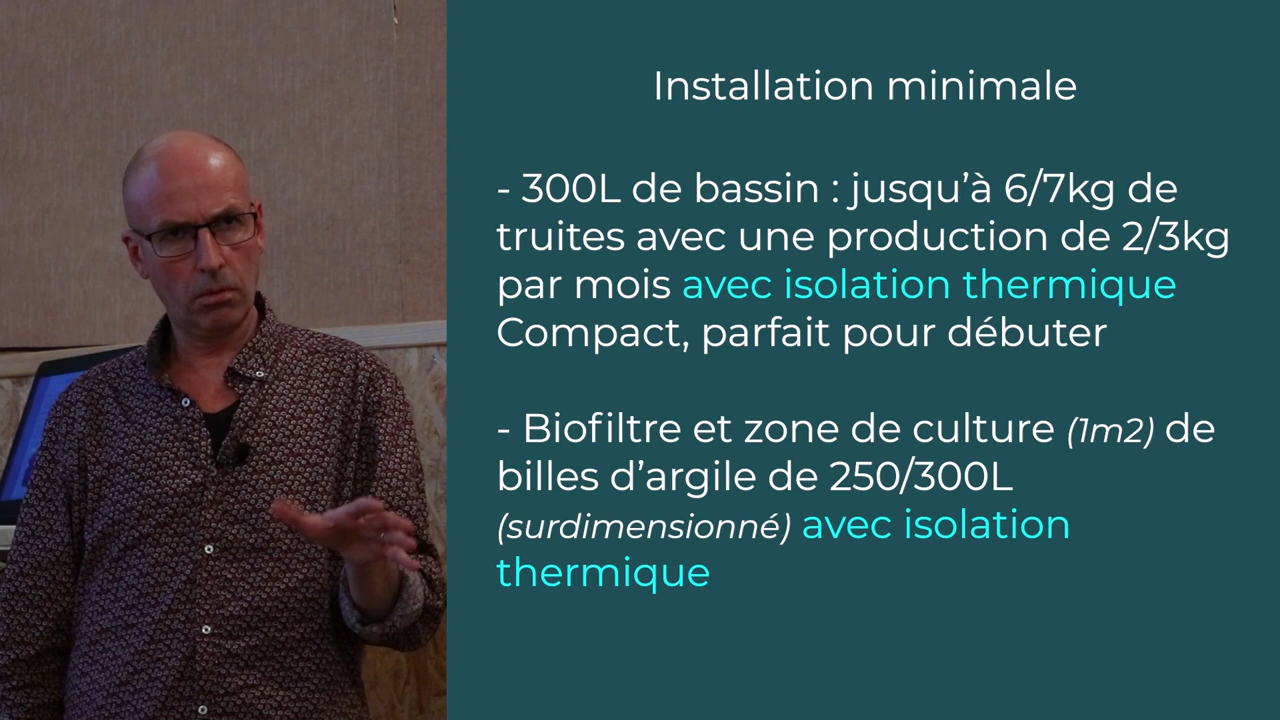 Installation minimale
- 300L de bassin : jusqu’à 6/7kg de
truites avec une production de 2/3kg
par mois avec isolation thermique
Compact, parfait pour débuter
- Biofiltre et zone de culture (1m2) de
billes d’argile de 250/300L
(surdimensionné) avec isolation
thermique